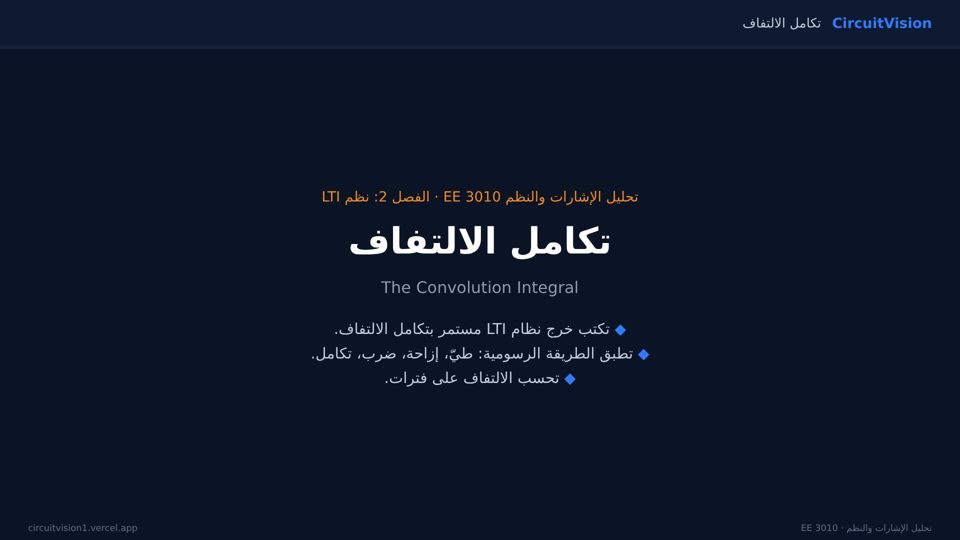 CircuitVision تكامل الالتفاف
تحليل الإشارات والنظم EE 3010 · الفصل 2: نظم LTI
تكامل الالتفاف
The Convolution Integral
◆ تكتب خرج نظام LTI مستمر بتكامل الالتفاف.
◆ تطبق الطريقة الرسومية: طيّ، إزاحة، ضرب، تكامل.
◆ تحسب الالتفاف على فترات.
تحليل الإشارات والنظم · EE 3010
circuitvision1.vercel.app